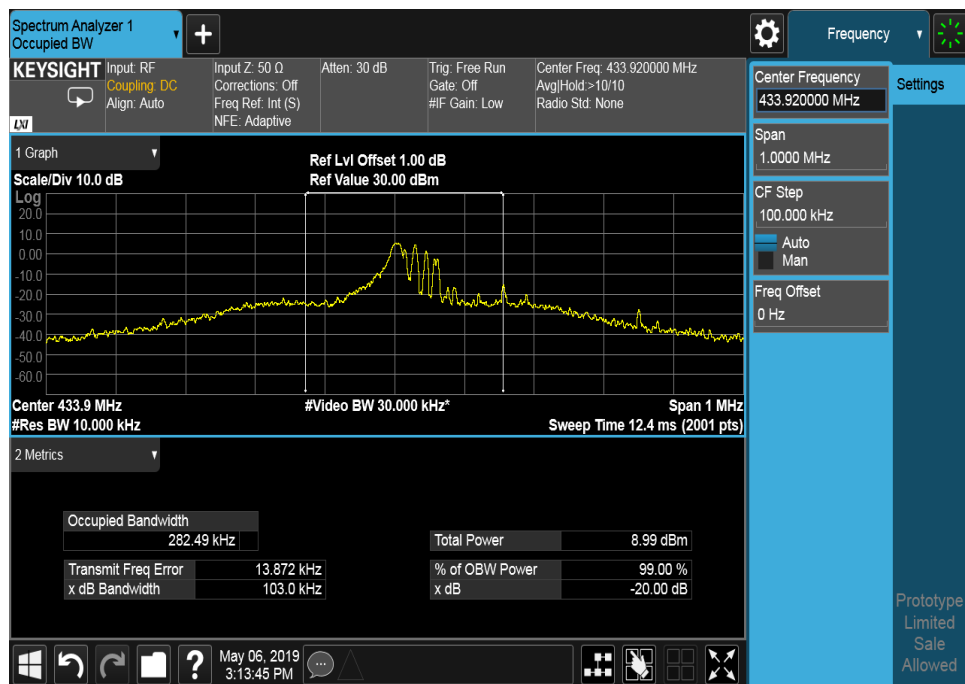 Spectrum Analyzer 1
Occupied BW
+
Frequency
KEYSIGHT
LXI
Input: RF
Coupling: DC
Align: Auto
Input Z: 50 Ω
Corrections: Off
Freq Ref: Int (S)
NFE: Adaptive
Atten: 30 dB
Trig: Free Run
Gate: Off
#IF Gain: Low
Center Freq: 433.920000 MHz
Avg|Hold:>10/10
Radio Std: None
Center Frequency
433.920000 MHz
Settings
Span
1.0000 MHz
CF Step
100.000 kHz
Auto
Man
Freq Offset
0 Hz
1 Graph
Scale/Div 10.0 dB
Ref Lvl Offset 1.00 dB
Ref Value 30.00 dBm
Log
20.0
10.0
0.00
-10.0
-20.0
-30.0
-40.0
-50.0
-60.0
Center 433.9 MHz
#Video BW 30.000 kHz*
Span 1 MHz
#Res BW 10.000 kHz
Sweep Time 12.4 ms (2001 pts)
2 Metrics
Occupied Bandwidth
282.49 kHz
Total Power 8.99 dBm
Transmit Freq Error 13.872 kHz
% of OBW Power 99.00 %
x dB Bandwidth 103.0 kHz
x dB -20.00 dB
Prototype
Limited
Sale
Allowed
?
May 06, 2019
3:13:45 PM